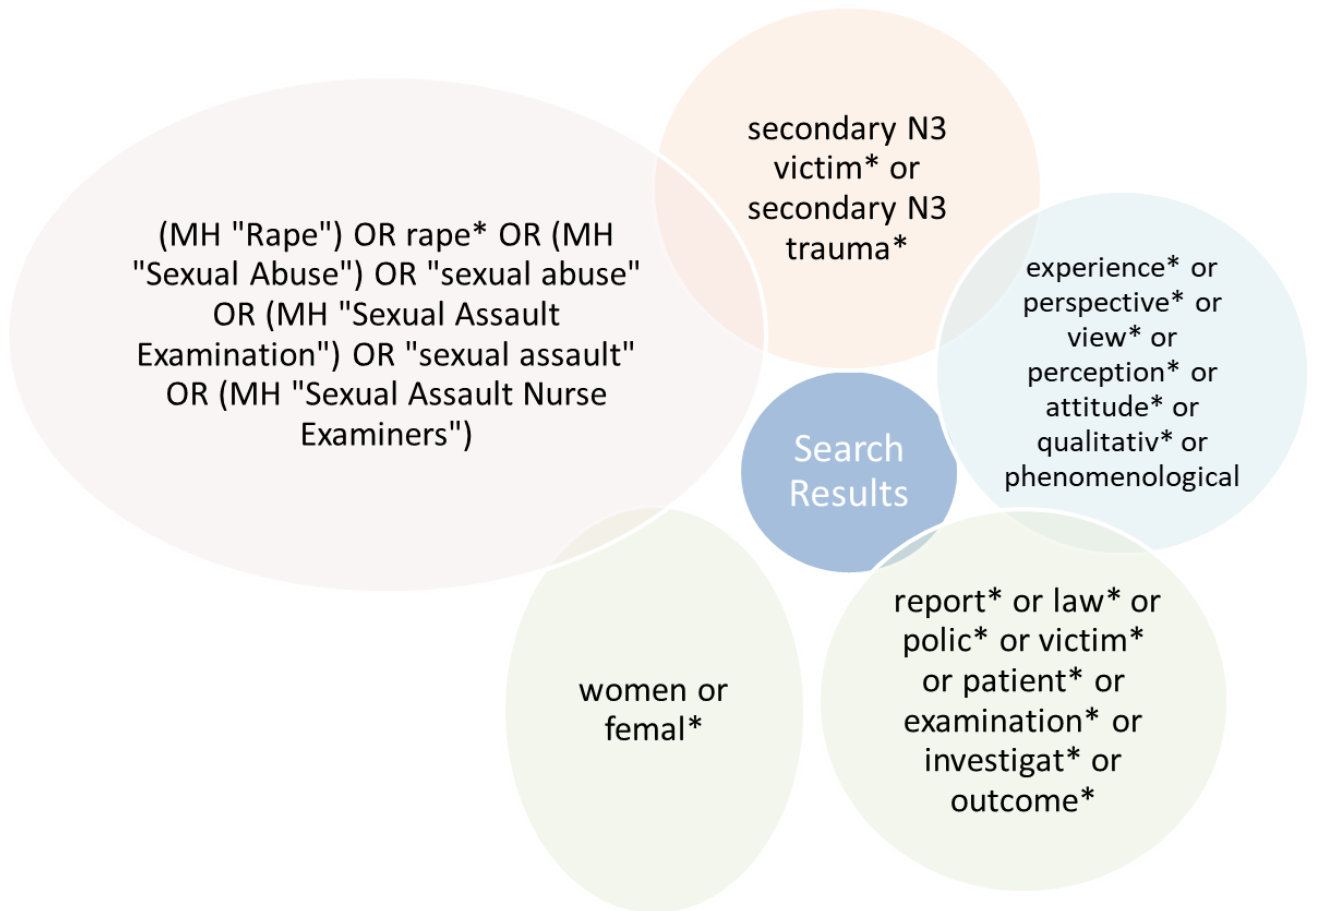 secondary N3
victim* or
secondary N3
trauma*
(MH "Rape") OR rape* OR (MH
"Sexual Abuse") OR "sexual abuse"
OR (MH "Sexual Assault
Examination") OR "sexual assault"
OR (MH "Sexual Assault Nurse
Examiners")
experience* or
perspective* or
view* or
perception* or
attitude* or
qualitativ* or
phenomenological
Search
Results
report* or law* or
polic* or victim*
or patient* or
examination* or
investigat* or
outcome*
women or
femal*